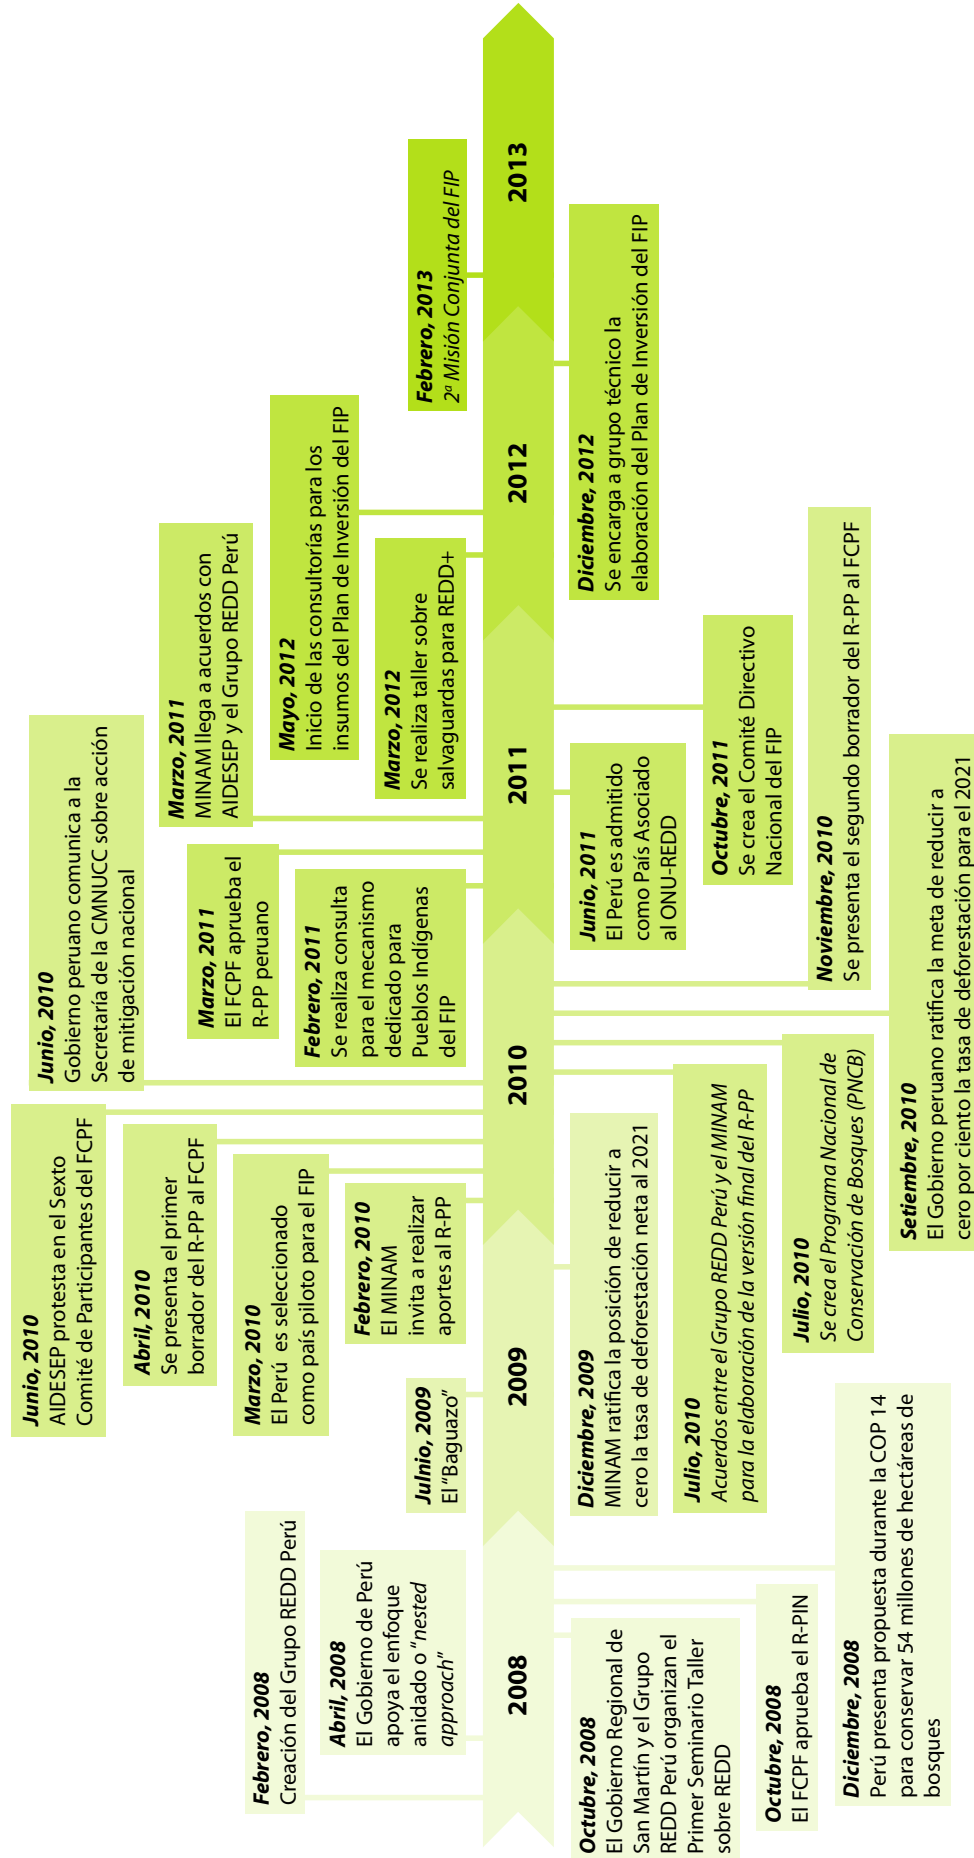 Febrero, 2008
Creación del Grupo REDD Perú
Abril, 2008
El Gobierno de Perú
apoya el enfoque
anidado o “nested
approach”
Julnio, 2009
El “Baguazo”
Junio, 2010
AIDESEP protesta en el Sexto
Comité de Participantes del FCPF
Abril, 2010
Se presenta el primer
borrador del R-PP al FCPF
Marzo, 2010
El Perú es seleccionado
como país piloto para el FIP
Febrero, 2010
El MINAM
invita a realizar
aportes al R-PP
Junio, 2010
Gobierno peruano comunica a la
Secretaría de la CMNUCC sobre acción
de mitigación nacional
Marzo, 2011
El FCPF aprueba el
R-PP peruano
Febrero, 2011
Se realiza consulta
para el mecanismo
dedicado para
Pueblos Indígenas
del FIP
Marzo, 2011
MINAM llega a acuerdos con
AIDESEP y el Grupo REDD Perú
Mayo, 2012
Inicio de las consultorías para los
insumos del Plan de Inversión del FIP
Marzo, 2012
Se realiza taller sobre
salvaguardas para REDD+
Febrero, 2013
2ª Misión Conjunta del FIP
2008
2009
2010
2011
2012
2013
Octubre, 2008
El Gobierno Regional de
San Martín y el Grupo
REDD Perú organizan el
Primer Seminario Taller
sobre REDD
Octubre, 2008
El FCPF aprueba el R-PIN
Diciembre, 2008
Perú presenta propuesta durante la COP 14
para conservar 54 millones de hectáreas de
bosques
Diciembre, 2009
MINAM ratifica la posición de reducir a
cero la tasa de deforestación neta al 2021
Julio, 2010
Acuerdos entre el Grupo REDD Perú y el MINAM
para la elaboración de la versión final del R-PP
Julio, 2010
Se crea el Programa Nacional de
Conservación de Bosques (PNCB)
Setiembre, 2010
El Gobierno peruano ratifica la meta de reducir a
cero por ciento la tasa de deforestación para el 2021
Noviembre, 2010
Se presenta el segundo borrador del R-PP al FCPF
Junio, 2011
El Perú es admitido
como País Asociado
al ONU-REDD
Octubre, 2011
Se crea el Comité Directivo
Nacional del FIP
Diciembre, 2012
Se encarga a grupo técnico la
elaboración del Plan de Inversión del FIP